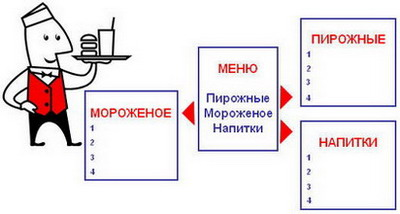 МЕНЮ
Пирожные
Мороженое
Напитки
МОРОЖЕНОЕ
1
2
3
4
ПИРОЖНЫЕ
1
2
3
4
НАПИТКИ
1
2
3
4